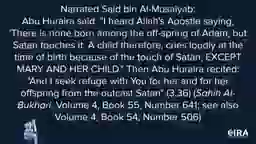 Narrated Said bin Al-Mosaiyab:
Abu Huraira said "I heard Allah's Apostle saying,
"There is none born among the off-spring of Adam, but
Satan touches it. A child therefore, cries loudly at the
time of birth because of the touch of Satan, EXCEPT
MARY AND HER CHILD." Then Abu Huraira recited:
"And I seek refuge with You for her and for her
offspring from the outcast Satan" (3.36) (Sahih Al-
Bukhari. Volume 4, Book 55, Number 641; see also
Volume 4, Book 54, Number 506)
eiRA